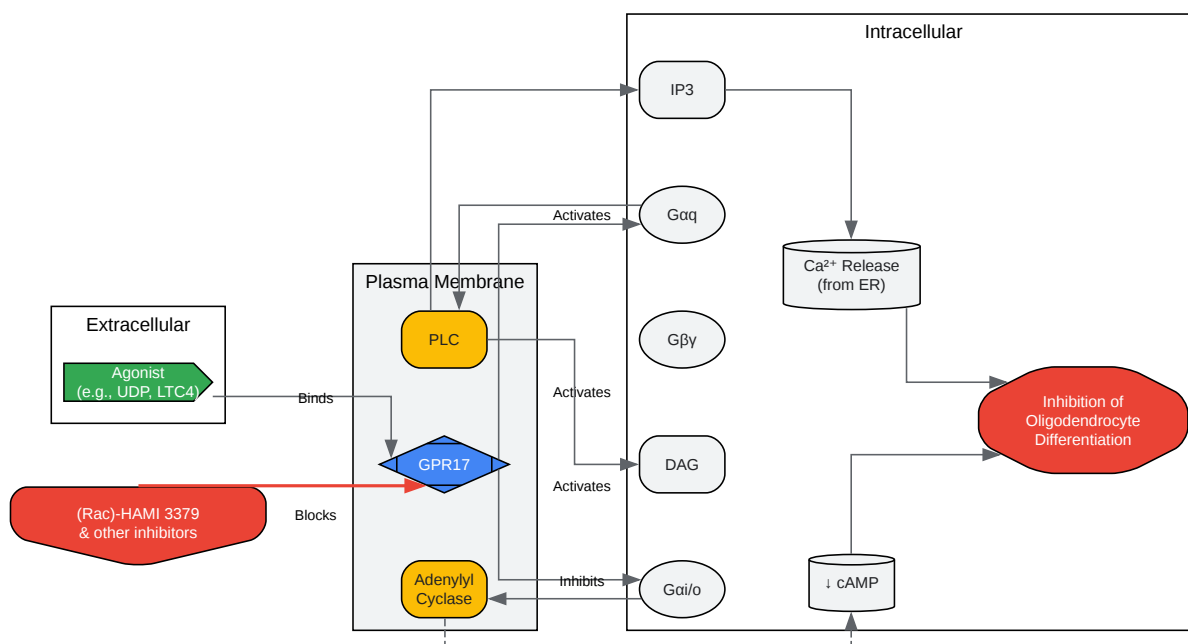 Intracellular
IP3
Gαq
Activates
Ca²⁺ Release
(from ER)
Plasma Membrane
Extracellular
PLC
Gβγ
Agonist
(e.g., UDP, LTC4)
Binds
Activates
Inhibition of
Oligodendrocyte
Differentiation
GPR17
DAG
Activates
(Rac)-HAMI 3379
& other inhibitors
Blocks
Adenylyl
Cyclase
Inhibits
Gαi/o
↓ cAMP